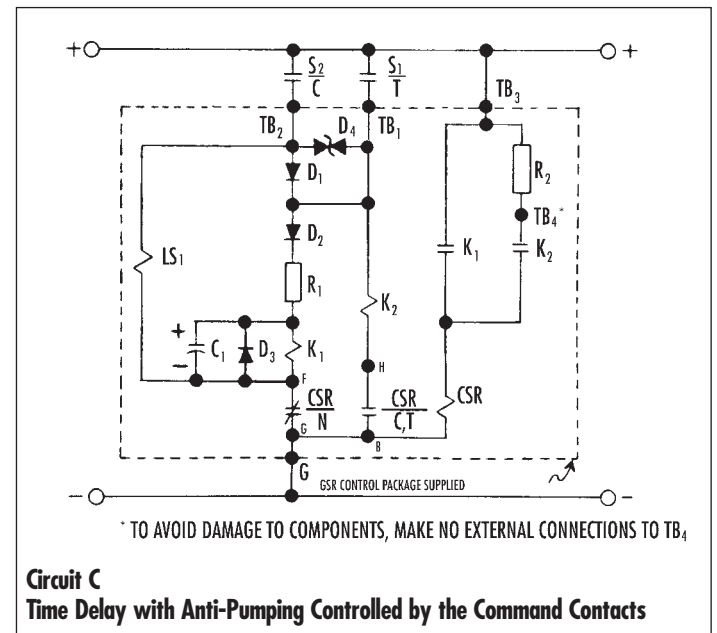 + +
S2 S1
C T
TB3
TB2 D4 TB1
D1
R2
TB4*
D2
K1 K2
LS1
R1
K2
+
C1 D3 K1
−
H
F
CSR CSR CSR
N C,T
G B
G
GSR CONTROL PACKAGE SUPPLIED
− −
* TO AVOID DAMAGE TO COMPONENTS, MAKE NO EXTERNAL CONNECTIONS TO TB4
Circuit C
Time Delay with Anti-Pumping Controlled by the Command Contacts